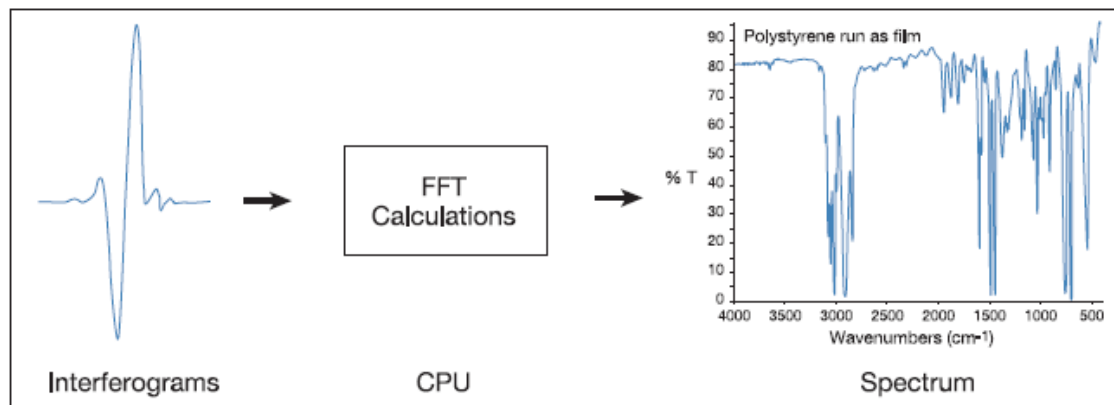 Polystyrene run as film
90
80
70
60
50
% T
40
30
20
10
0
4000 3500 3000 2500 2000 1500 1000 500
Wavenumbers (cm-1)
FFT
Calculations
Interferograms
CPU
Spectrum